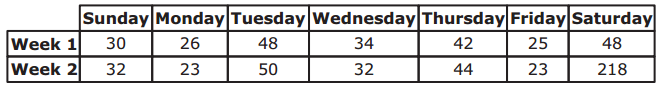 Sunday Monday Tuesday Wednesday Thursday Friday Saturday
Week 1 30 26 48 34 42 25 48
Week 2 32 23 50 32 44 23 218